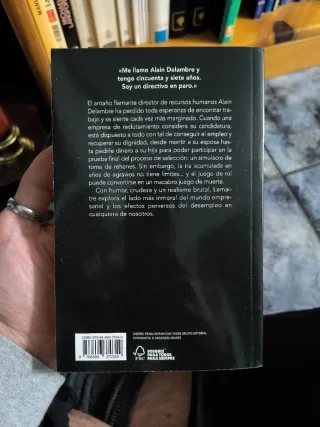 «Me llamo Alain Delambre y
tengo cincuenta y siete años.
Soy un directivo en paro.»
El antaño flamante director de recursos humanos Alain
Delambre ha perdido toda esperanza de encontrar tra-
bajo y se siente cada vez más marginado. Cuando una
empresa de reclutamiento considera su candidatura,
está dispuesto a todo con tal de conseguir el empleo y
recuperar su dignidad, desde mentir a su esposa has-
ta pedirle dinero a su hija para poder participar en la
prueba final del proceso de selección: un simulacro de
toma de rehenes. Sin embargo, la ira acumulada en
años de agravios no tiene límites... y el juego de rol
puede convertirse en un macabro juego de muerte.
Con humor, crudeza y un realismo brutal, Lemai-
tre explora el lado más inmoral del mundo empre-
sarial y los efectos perversos del desempleo en
cualquiera de nosotros.
FSC